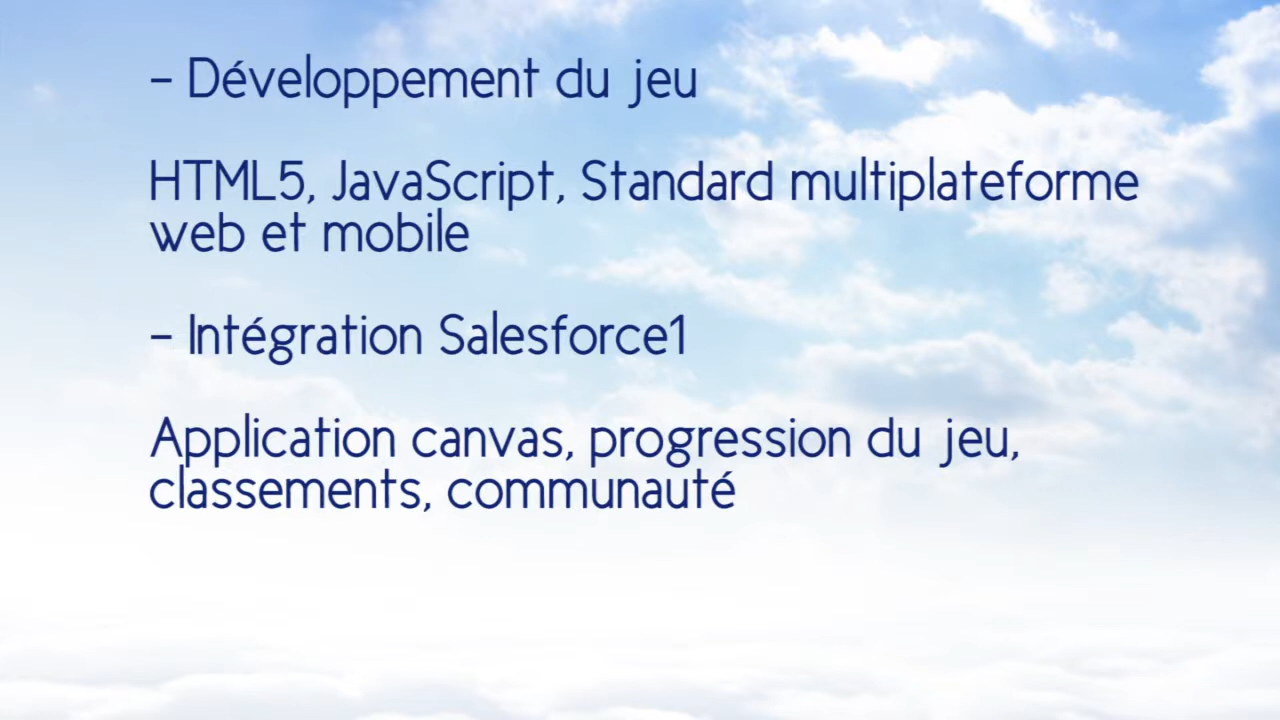 - Développement du jeu
HTML5, JavaScript, Standard multiplateforme
web et mobile
- Intégration Salesforce1
Application canvas, progression du jeu,
classements, communauté